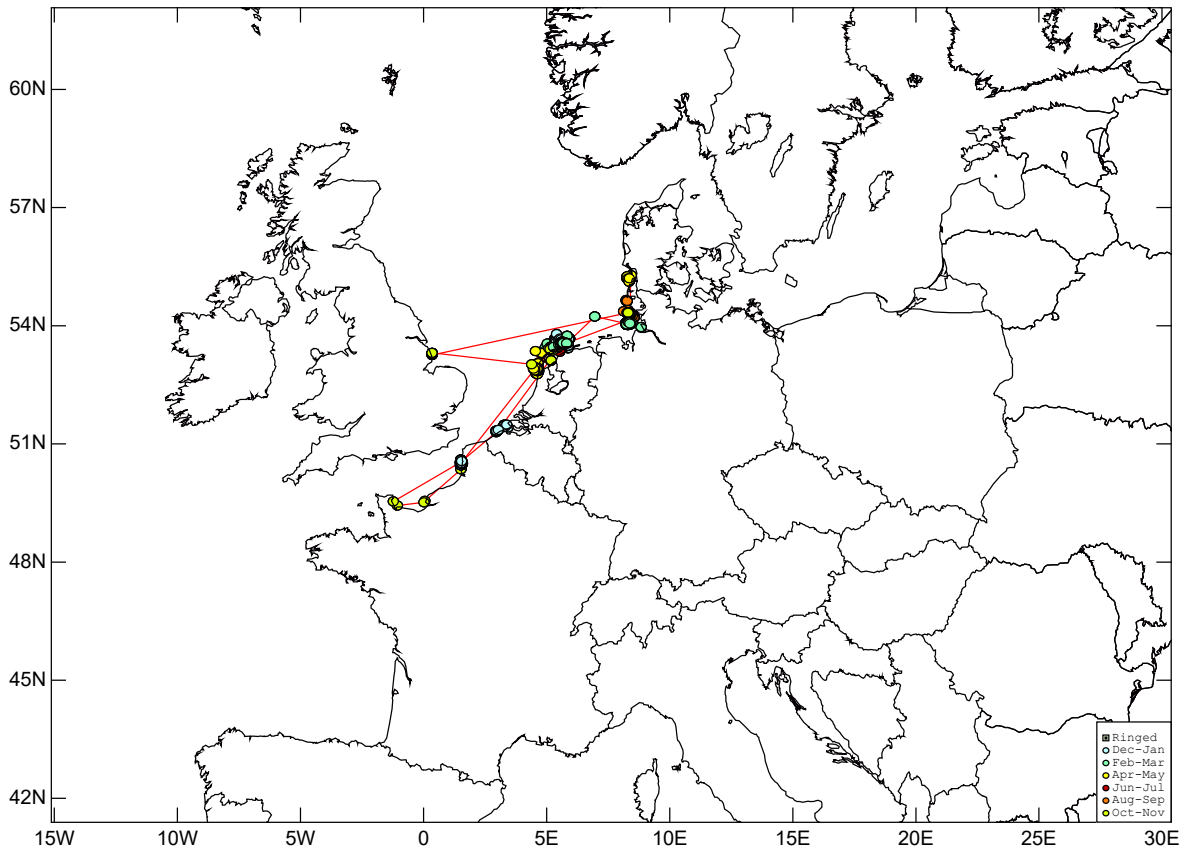 60N
57N
54N
51N
48N
45N
42N
15W 10W 5W 0 5E 10E 15E 20E 25E 30E
Ringed
Dec-Jan
Feb-Mar
Apr-May
Jun-Jul
Aug-Sep
Oct-Nov